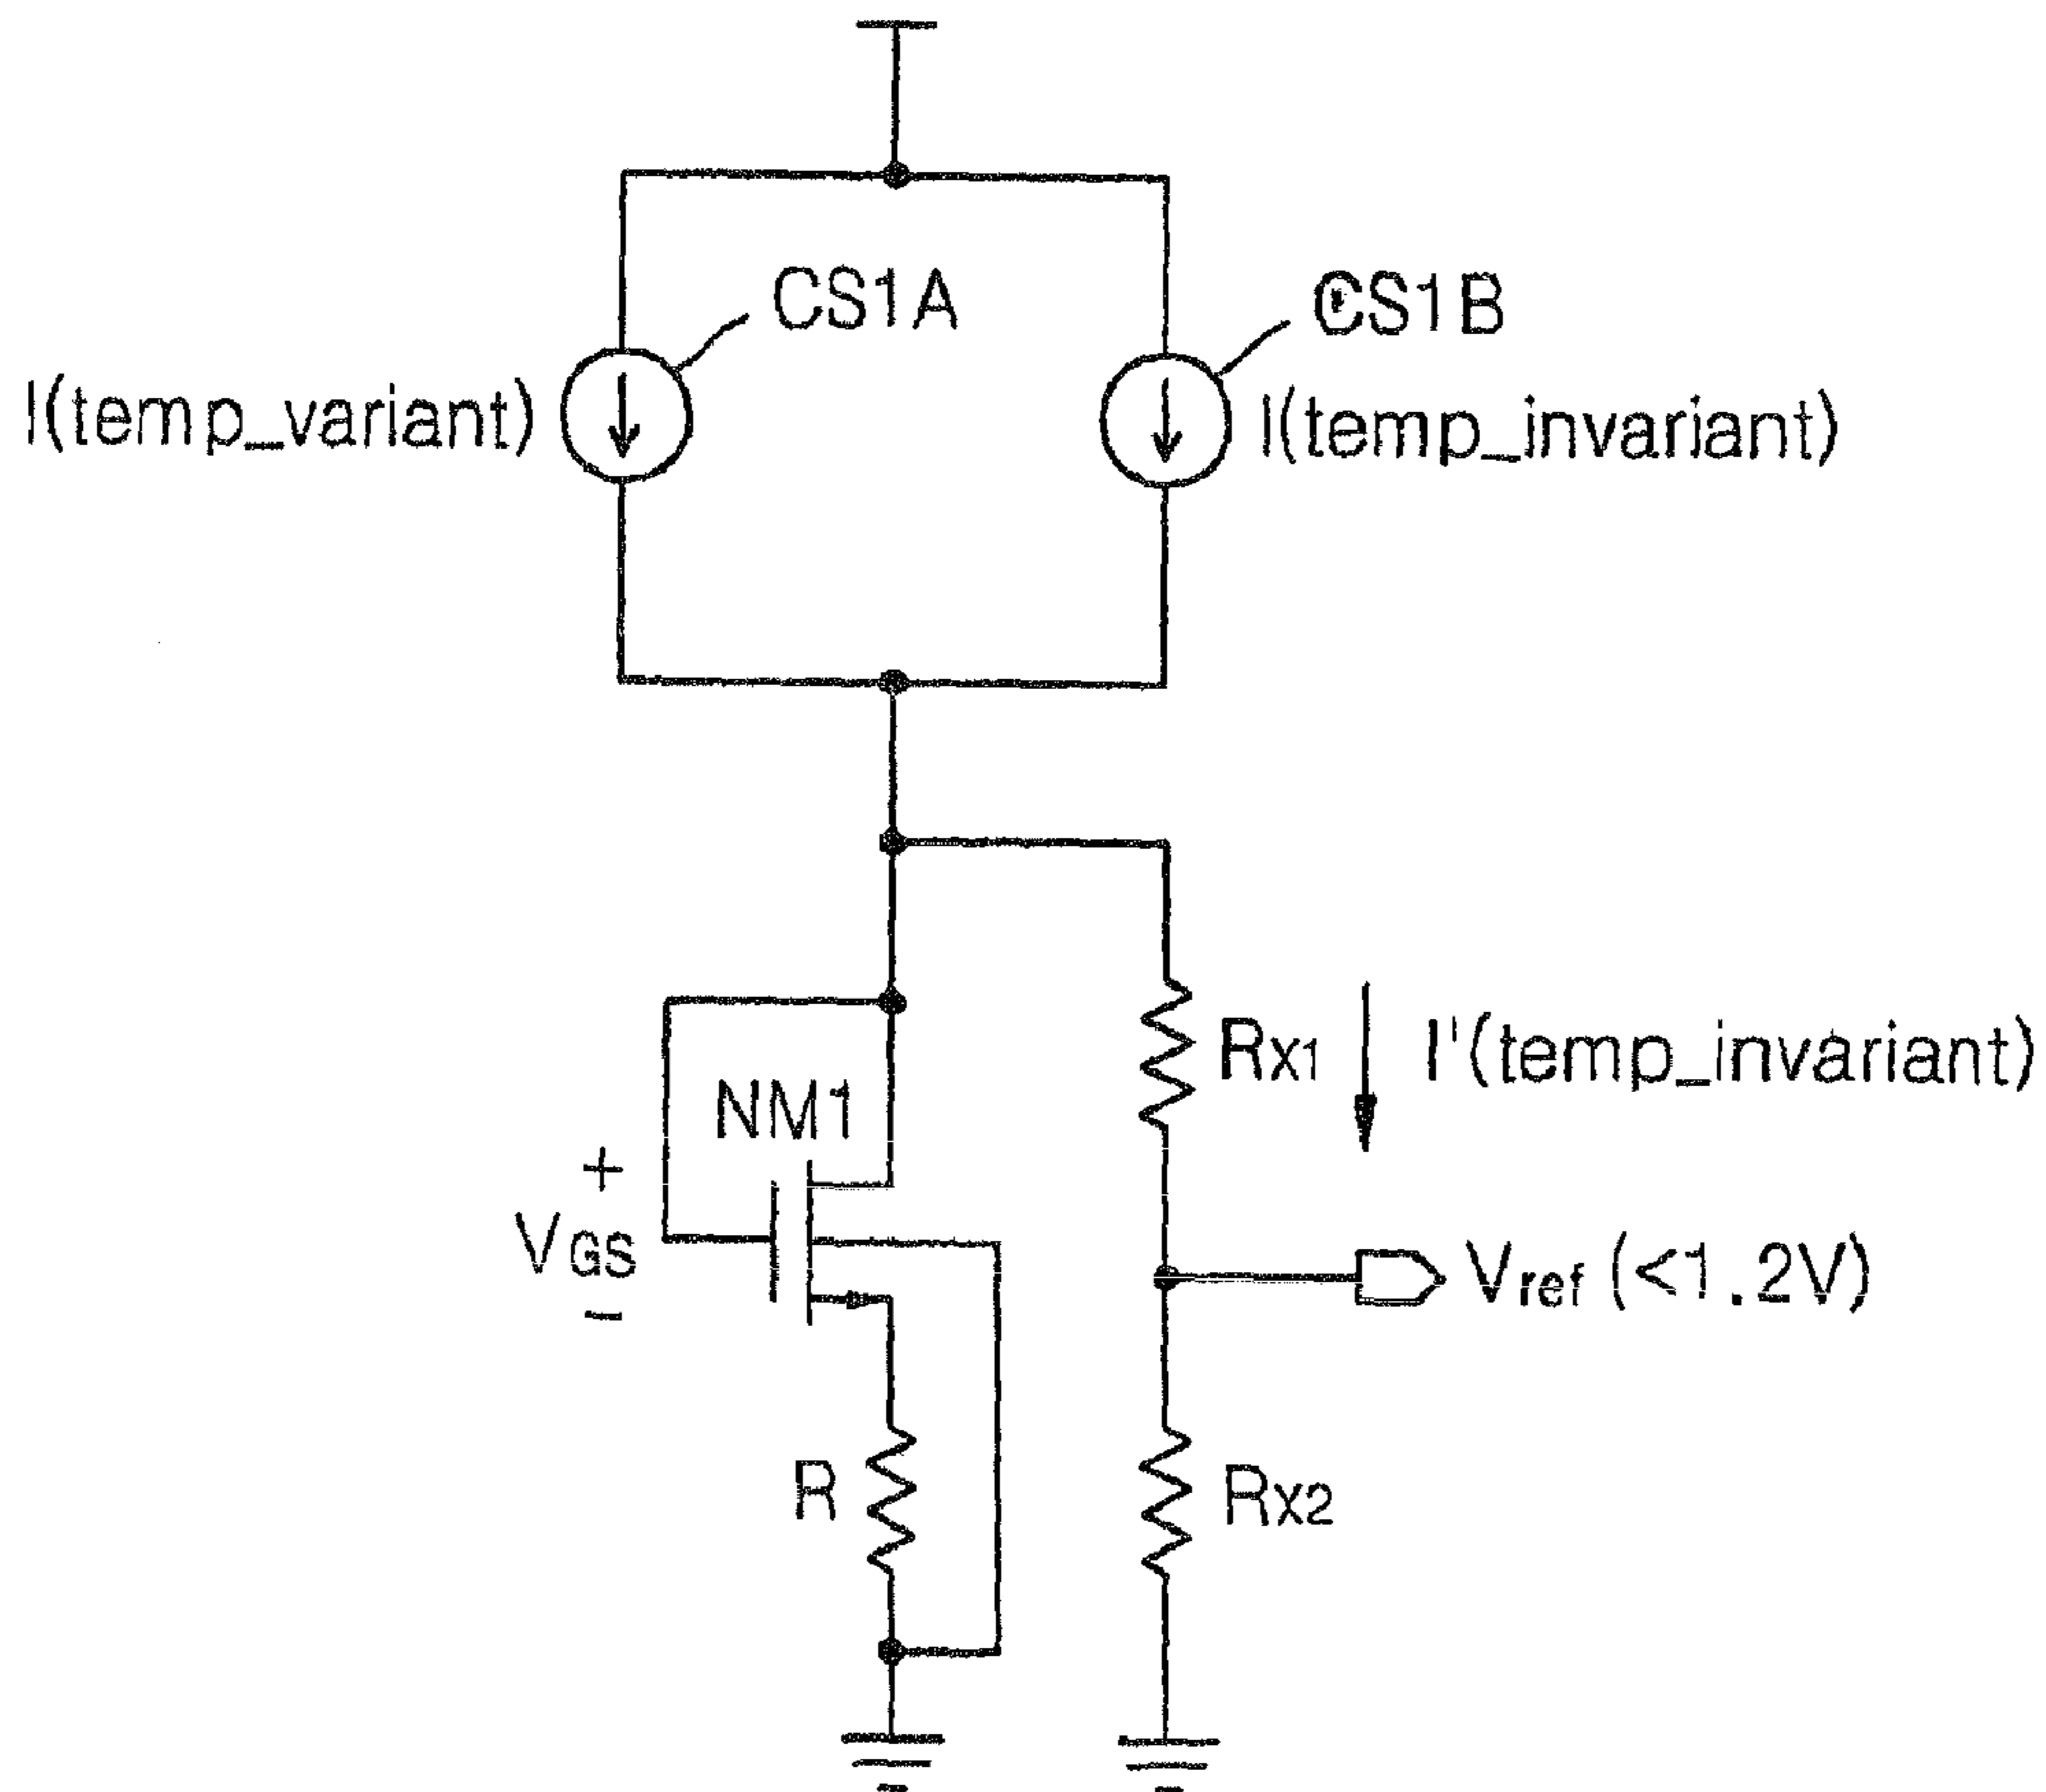 CS1A
CS1B
I(temp_variant)
I(temp_invariant)
RX1
I'(temp_invariant)
NM1
+
VGS
-
Vref (<1.2V)
R
RX2